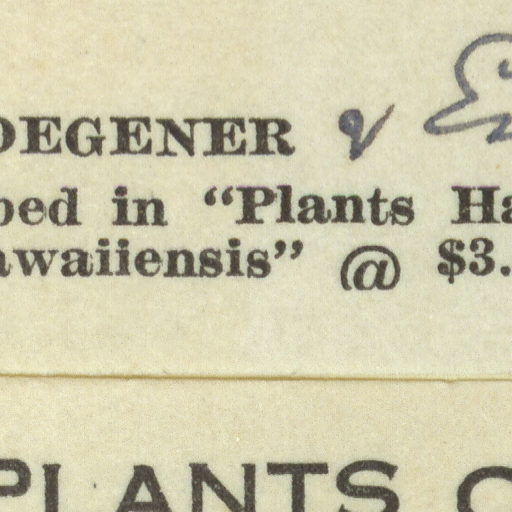 DEGENER &
bed in "Plants Ha
awaiiensis" @ $3.
PLANTS